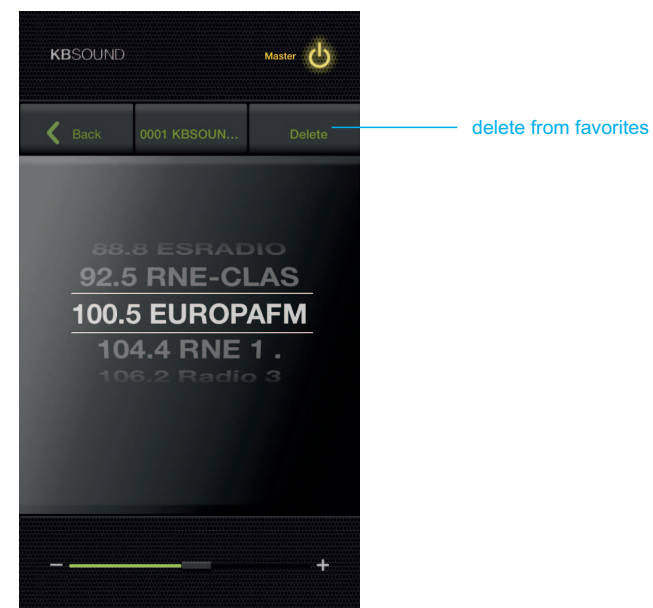 KBSOUND
Master
Back
0001 KBSOUN...
Delete
delete from favorites
88.8 ESRADIO
92.5 RNE-CLAS
100.5 EUROPAFM
104.4 RNE 1 .
106.2 Radio 3
- +